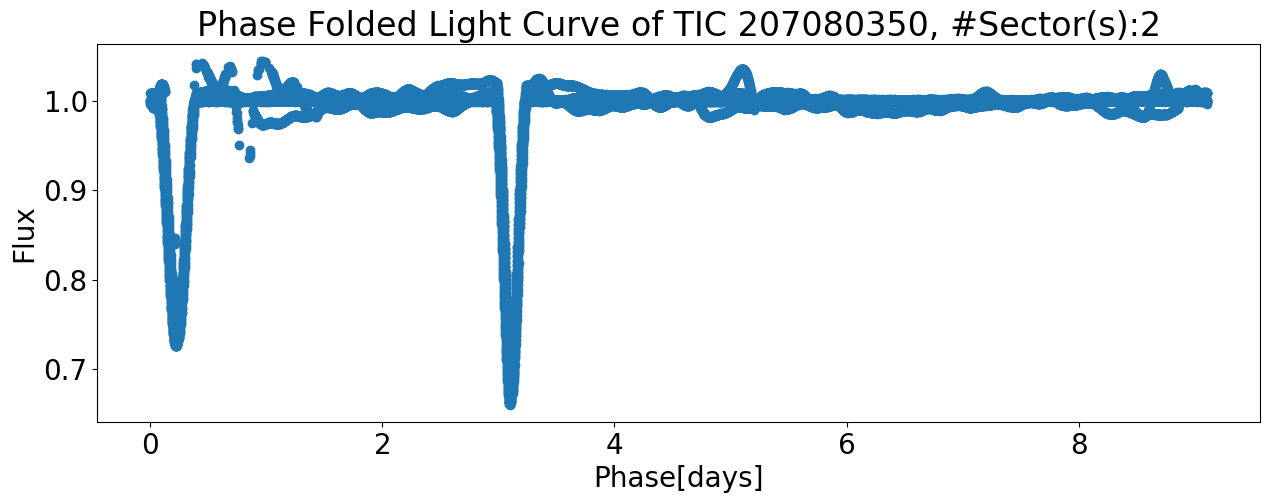 Phase Folded Light Curve of TIC 207080350, #Sector(s):2
1.0
0.9
0.8
0.7
Flux
0 2 4 6 8
Phase[days]